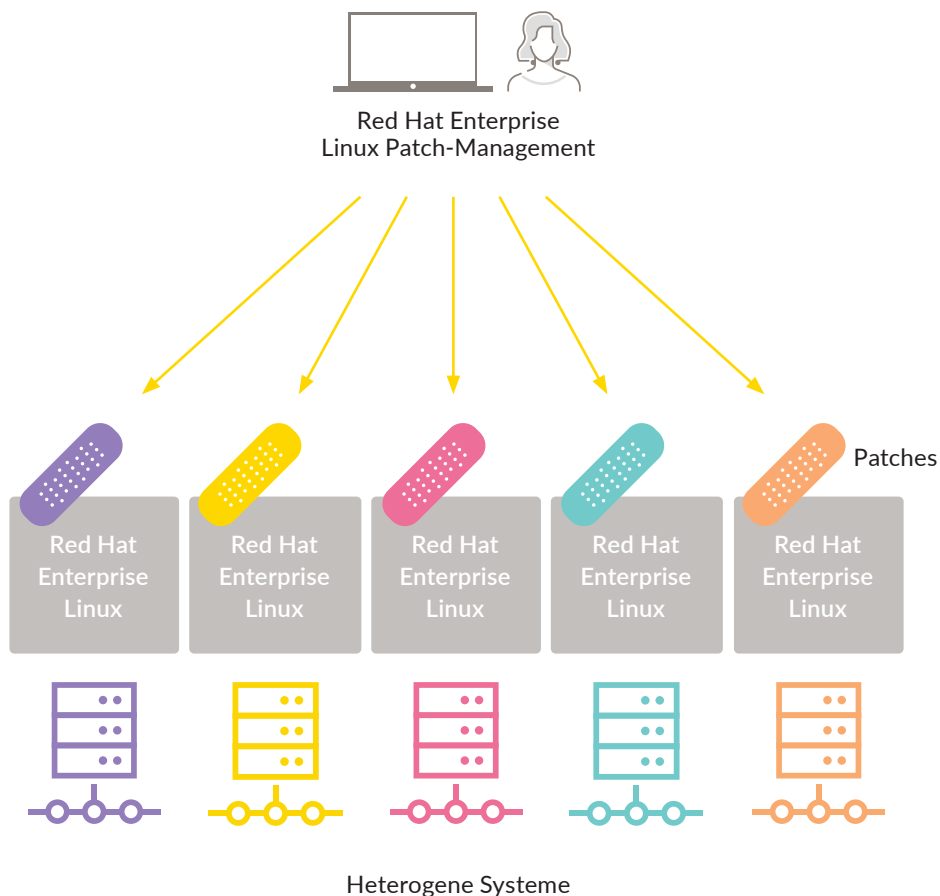 Red Hat Enterprise
Linux Patch-Management
Patches
Red Hat
Enterprise
Linux
Red Hat
Enterprise
Linux
Red Hat
Enterprise
Linux
Red Hat
Enterprise
Linux
Red Hat
Enterprise
Linux
Heterogene Systeme